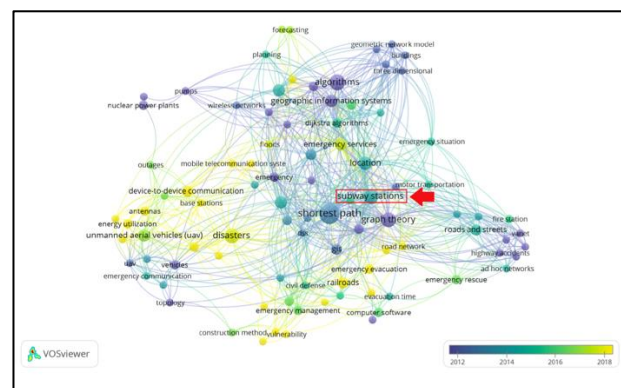 forecasting
geometric network model
planning
buildings
three dimensional
algorithms
pumps
geographic information systems
nuclear power plants
wireless networks
dijkstra algorithms
emergency situation
floods
emergency services
outages
mobile telecommunication syste
location
emergency
motor transportation
device-to-device communication
subway stations
base stations
antennas
shortest path
graph theory
fire station
energy utilization
roads and streets
vanet
unmanned aerial vehicles (uav)
disasters
gis
road network
highway accidents
uav
vehicles
emergency evacuation
ad hoc networks
emergency communication
civil defense
railroads
emergency rescue
topology
evacuation time
emergency management
computer software
construction method
vulnerability
VOSviewer
2012 2014 2016 2018